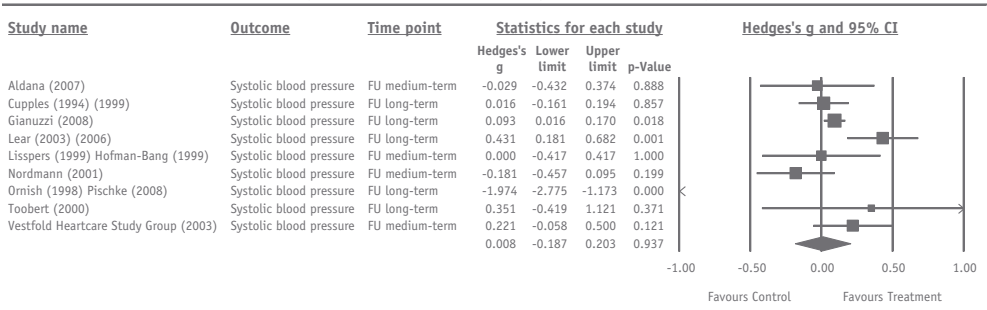 Study name Outcome Time point Statistics for each study Hedges's g and 95% CI
Hedges's g Lower limit Upper limit p-Value
Aldana (2007) Systolic blood pressure FU medium-term -0.029 -0.432 0.374 0.888
Cupples (1994) (1999) Systolic blood pressure FU long-term 0.016 -0.161 0.194 0.857
Gianuzzi (2008) Systolic blood pressure FU long-term 0.093 0.016 0.170 0.018
Lear (2003) (2006) Systolic blood pressure FU long-term 0.431 0.181 0.682 0.001
Lisspers (1999) Hofman-Bang (1999) Systolic blood pressure FU medium-term 0.000 -0.417 0.417 1.000
Nordmann (2001) Systolic blood pressure FU medium-term -0.181 -0.457 0.095 0.199
Ornish (1998) Pischke (2008) Systolic blood pressure FU long-term -1.974 -2.775 -1.173 0.000
Toobert (2000) Systolic blood pressure FU long-term 0.351 -0.419 1.121 0.371
Vestfold Heartcare Study Group (2003) Systolic blood pressure FU medium-term 0.221 -0.058 0.500 0.121
0.008 -0.187 0.203 0.937
-1.00 -0.50 0.00 0.50 1.00
Favours Control Favours Treatment